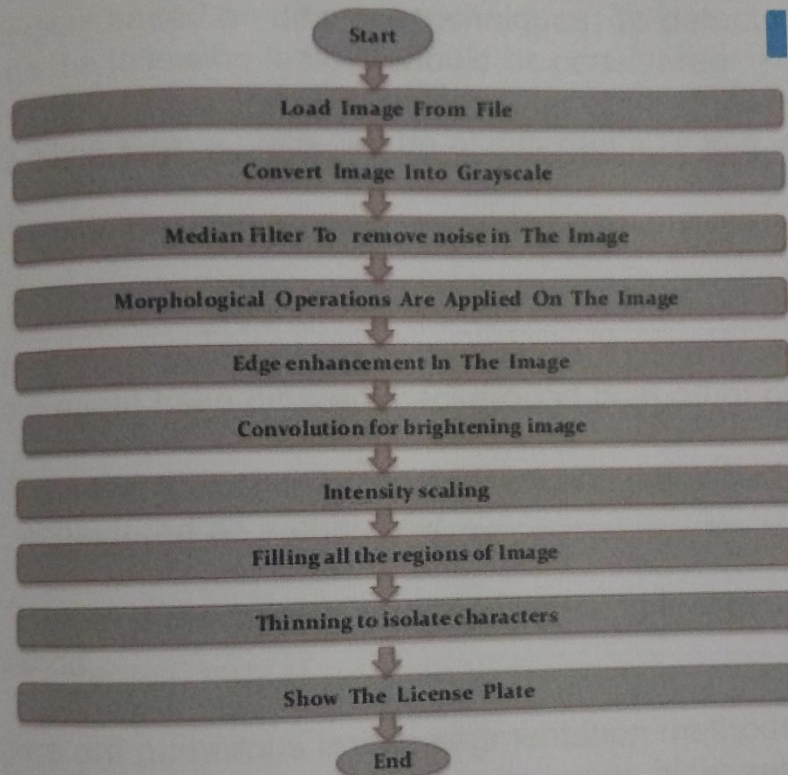 Start
Load Image From File
Convert Image Into Grayscale
Median Filter To remove noise in The Image
Morphological Operations Are Applied On The Image
Edge enhancement In The Image
Convolution for brightening image
Intensity scaling
Filling all the regions of Image
Thinning to isolate characters
Show The License Plate
End